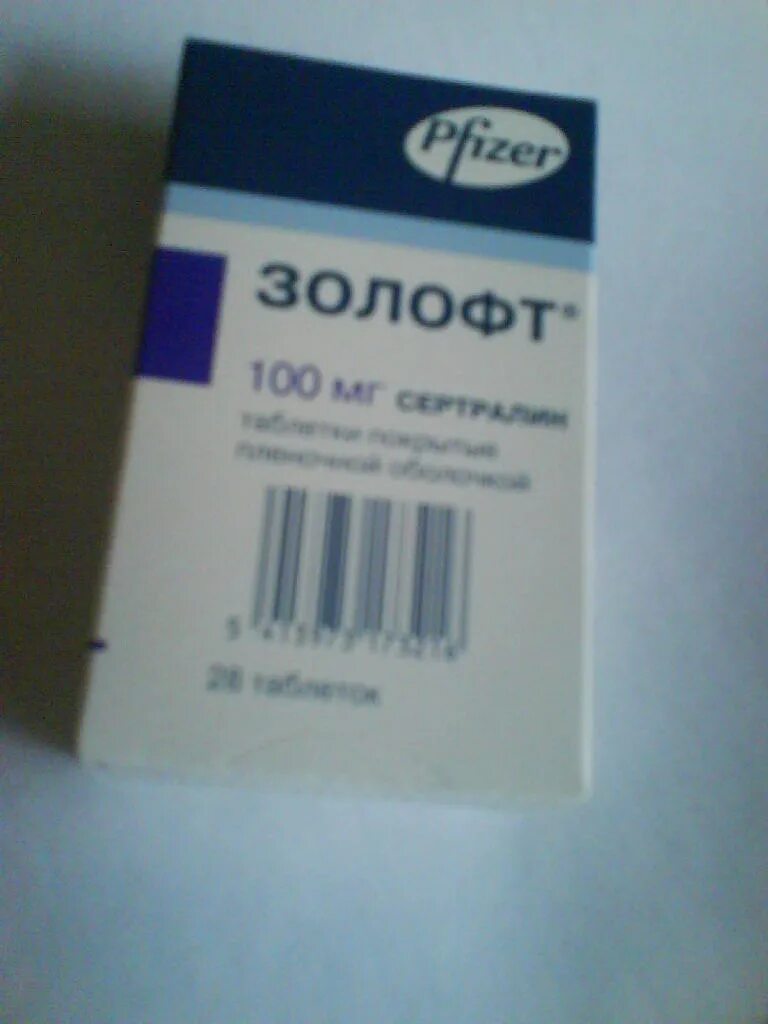 Pfizer
ЗОЛОФТ®
100 мг СЕРТРАЛИН
таблетки покрытые
пленочной оболочкой
28 таблеток